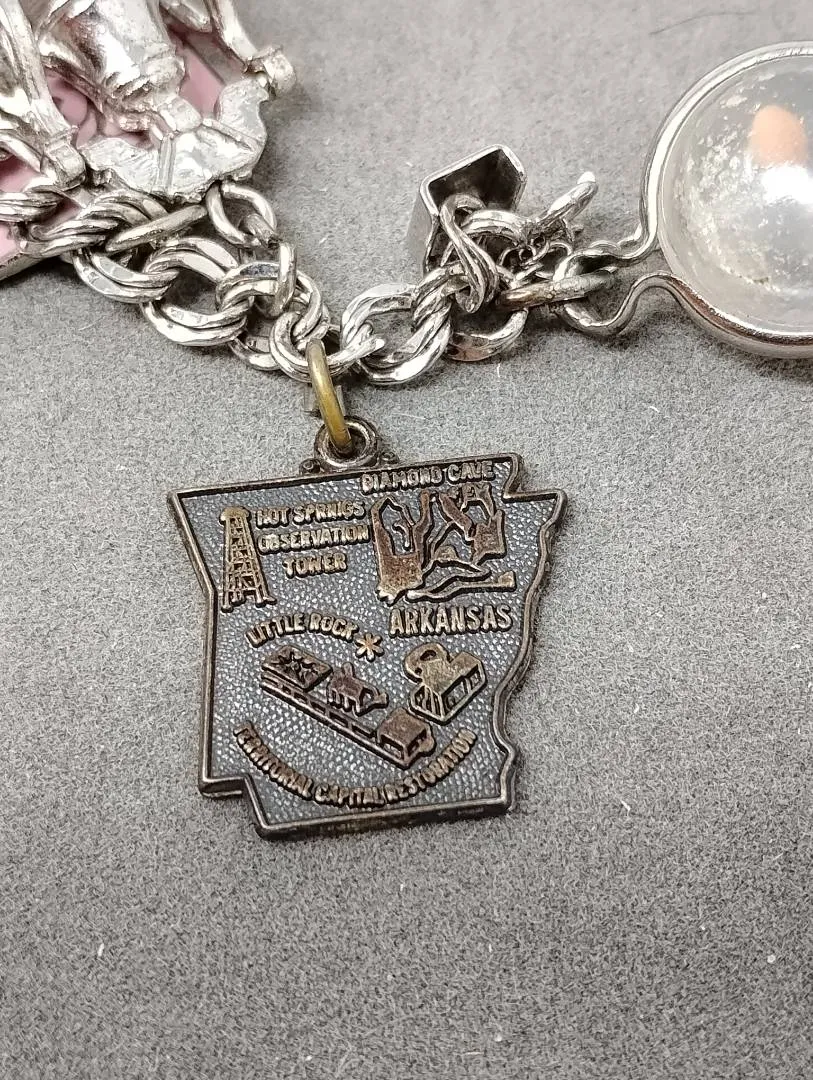 DIAMOND CAVE
HOT SPRINGS
OBSERVATION
TOWER
ARKANSAS
LITTLE ROCK
TERRITORIAL CAPITAL RESTORATION